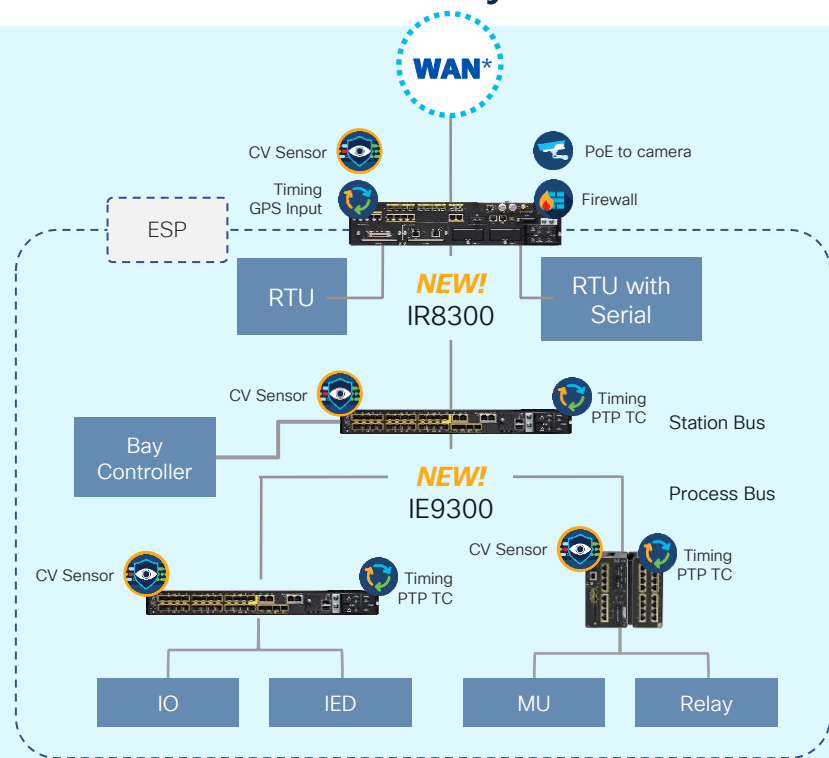 WAN*
CV Sensor
PoE to camera
Timing
GPS Input
Firewall
ESP
RTU
NEW!
IR8300
RTU with
Serial
CV Sensor
Timing
PTP TC
Station Bus
Bay
Controller
NEW!
IE9300
Process Bus
CV Sensor
Timing
PTP TC
CV Sensor
Timing
PTP TC
IO
IED
MU
Relay